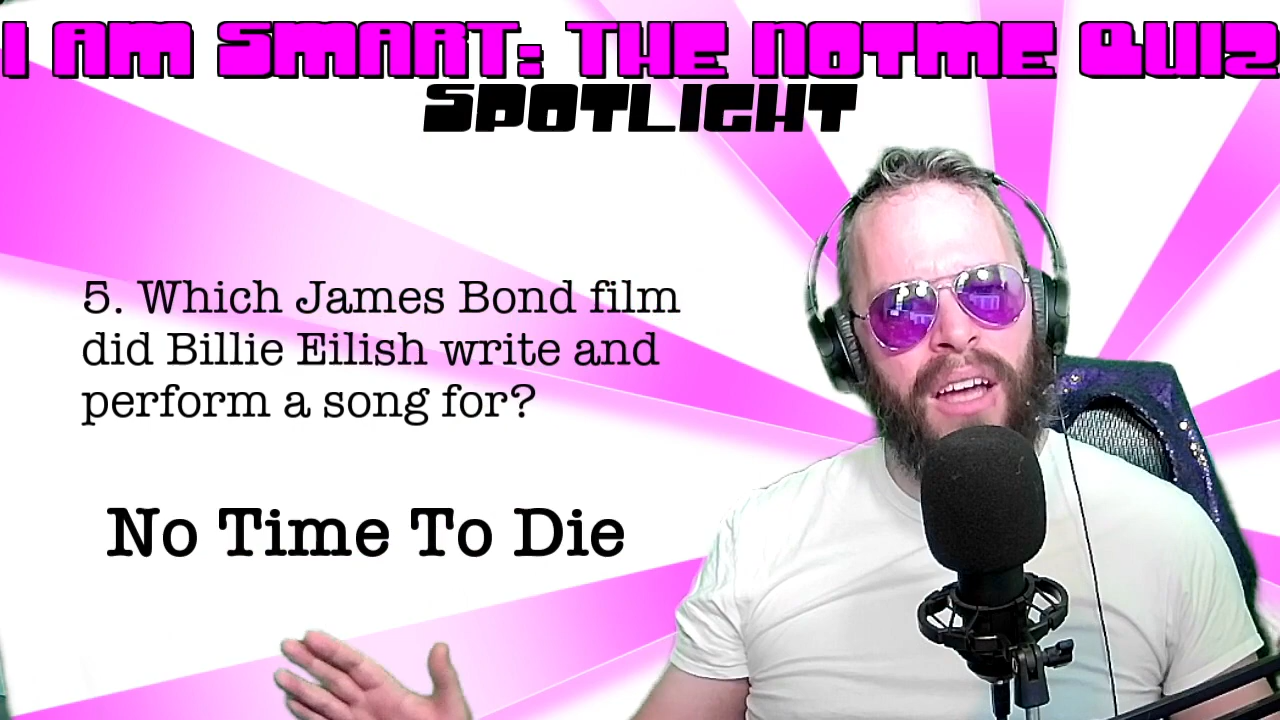 I AM SMART: THE NOTME QUIZ
SPOTLIGHT
5. Which James Bond film
did Billie Eilish write and
perform a song for?
No Time To Die